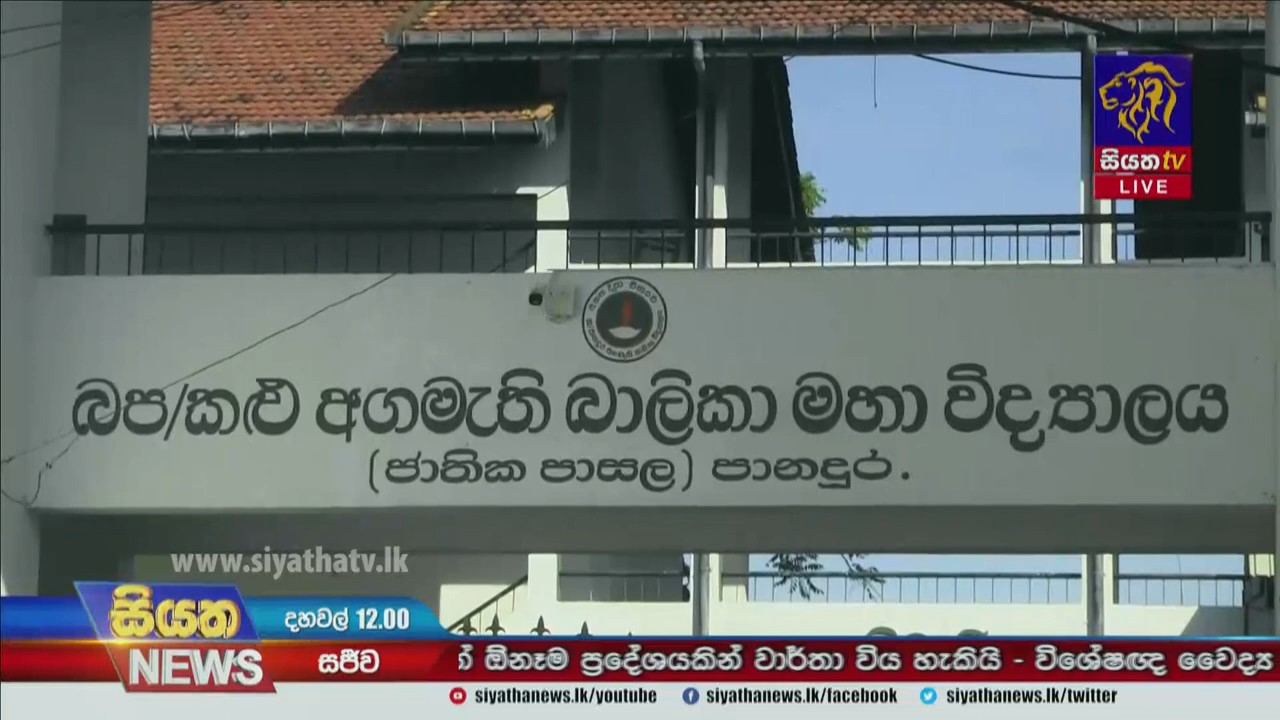 සියත tv
LIVE
බප/කළු අගමැති බාලිකා මහා විද්‍යාලය
(ජාතික පාසල) පානදුර.
www.siyathatv.lk
සියත
NEWS
දහවල් 12.00
සජීව
ඕනෑම ප්‍රදේශයකින් වාර්තා විය හැකියි - විශේෂඥ වෛද්‍ය
siyathanews.lk/youtube
siyathanews.lk/facebook
siyathanews.lk/twitter